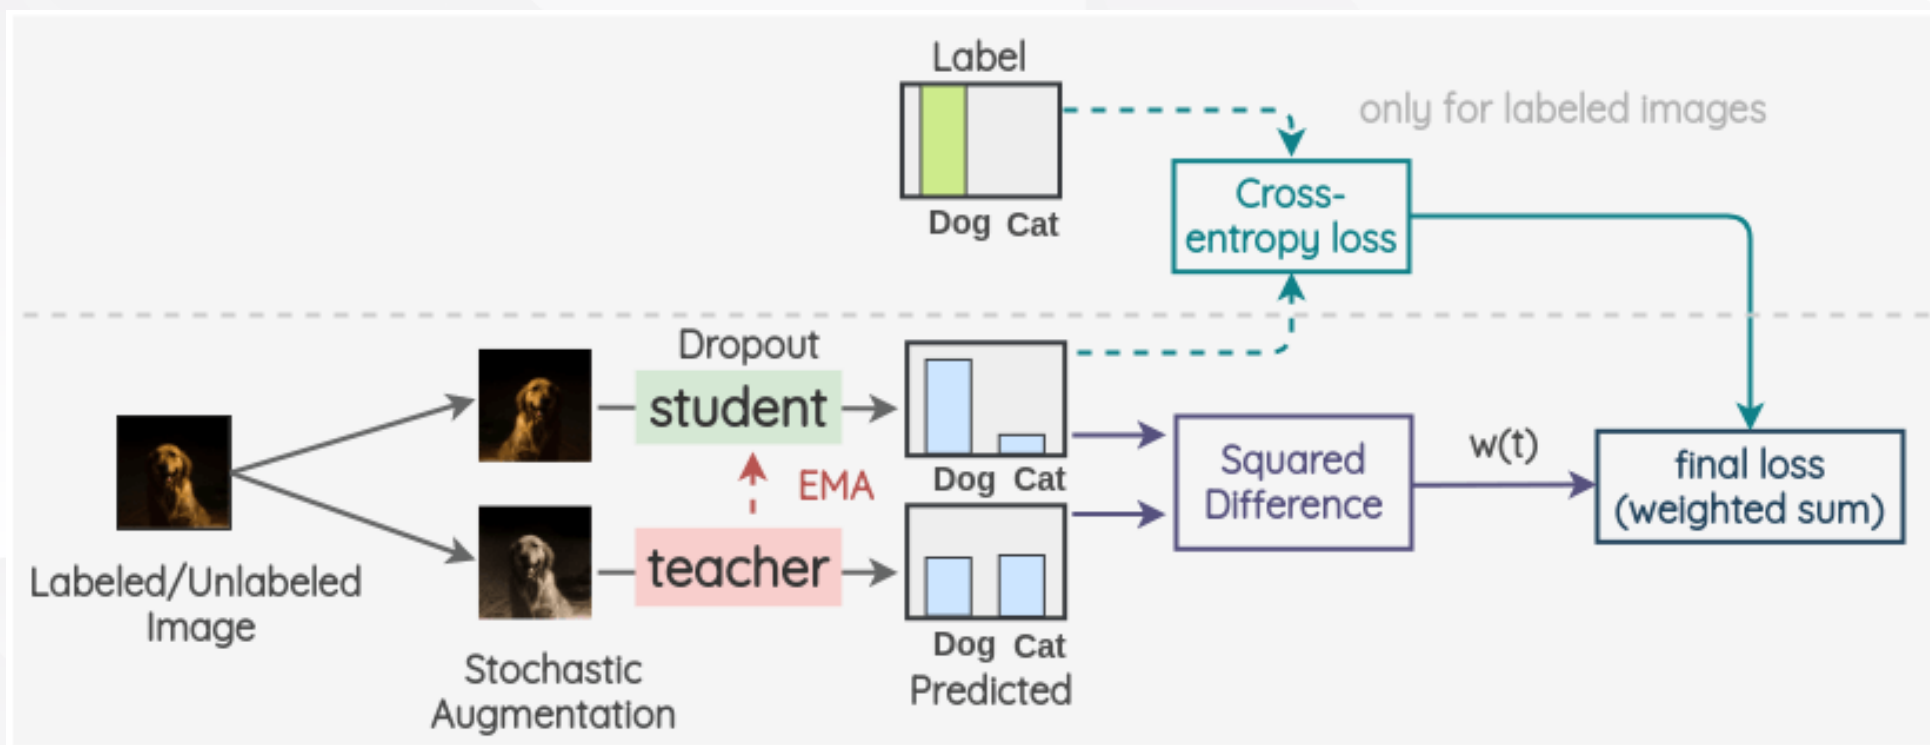 Label
only for labeled images
Dog Cat
Cross-
entropy loss
Dropout
student
EMA
teacher
Dog Cat
Dog Cat
Predicted
Labeled/Unlabeled
Image
Stochastic
Augmentation
Squared
Difference
w(t)
final loss
(weighted sum)